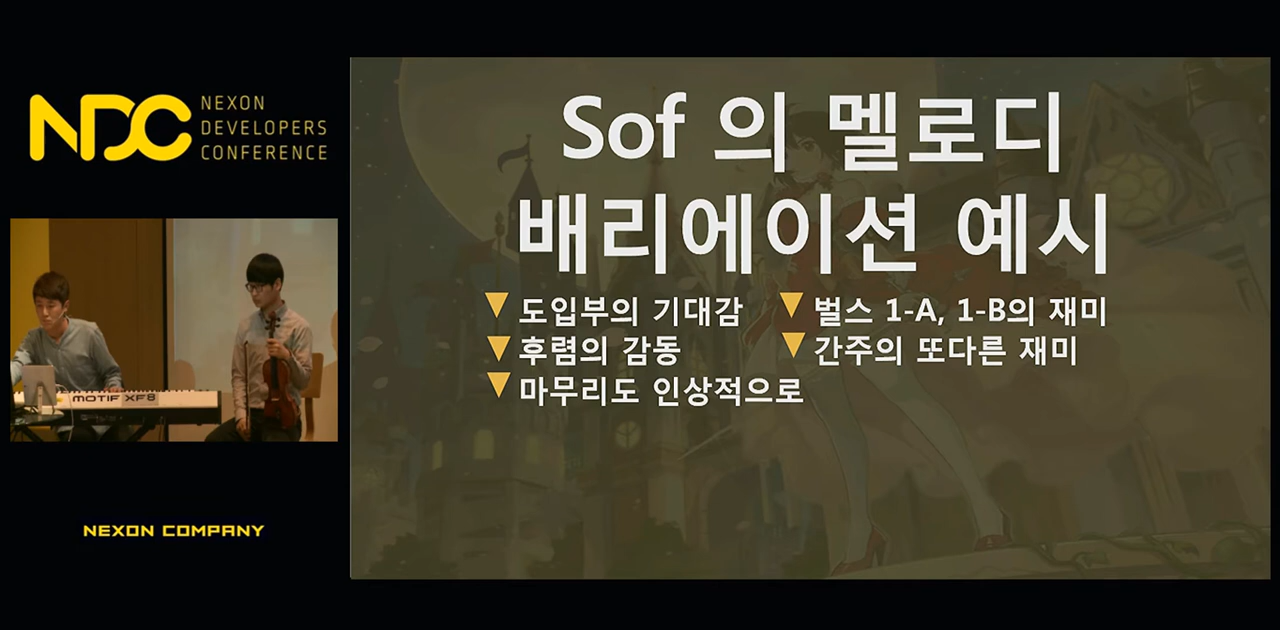 NDC
NEXON
DEVELOPERS
CONFERENCE
MOTIF XF8
NEXON COMPANY
Sof 의 멜로디
배리에이션 예시
도입부의 기대감
벌스 1-A, 1-B의 재미
후렴의 감동
간주의 또다른 재미
마무리도 인상적으로